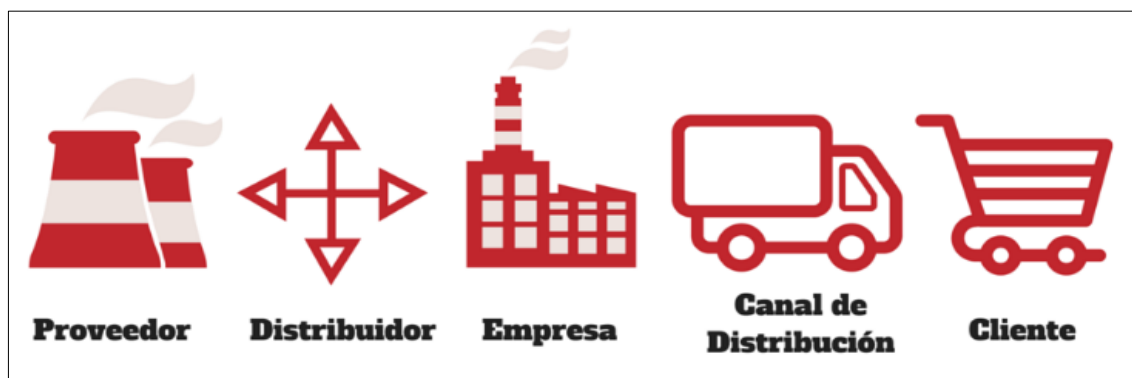 Proveedor
Distribuidor
Empresa
Canal de
Distribución
Cliente